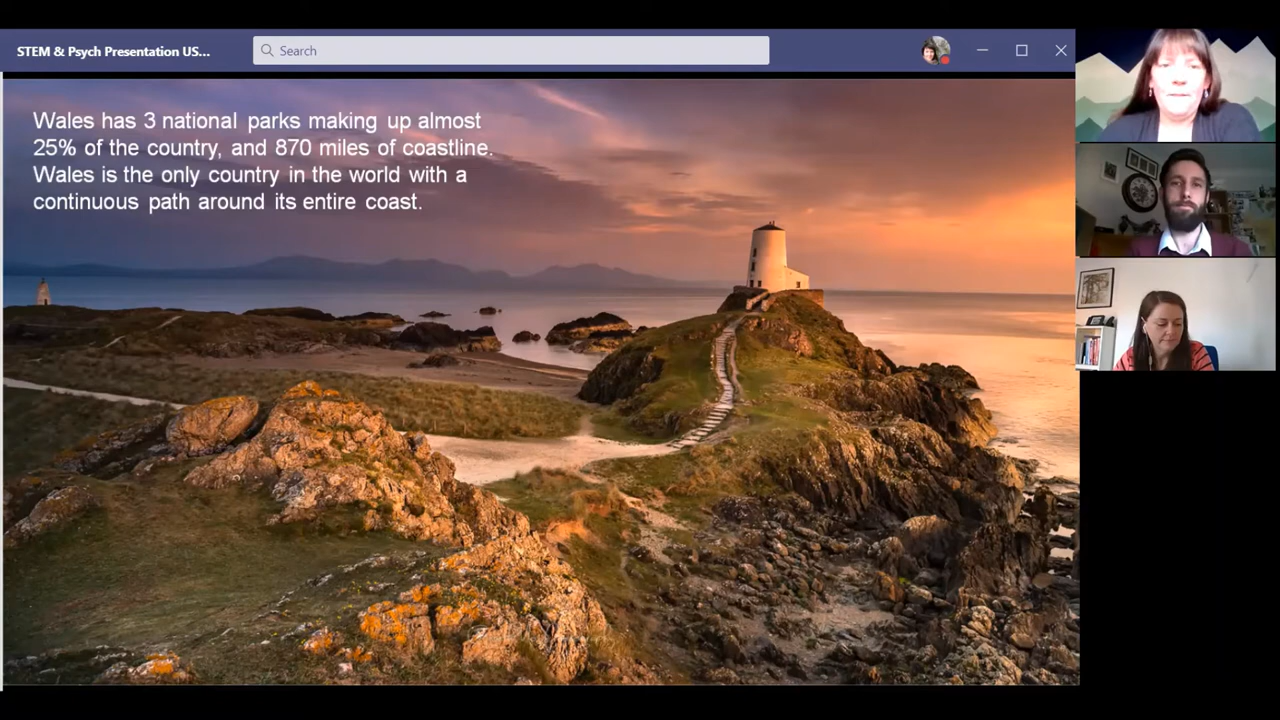 STEM & Psych Presentation US...
Search
Wales has 3 national parks making up almost
25% of the country, and 870 miles of coastline.
Wales is the only country in the world with a
continuous path around its entire coast.